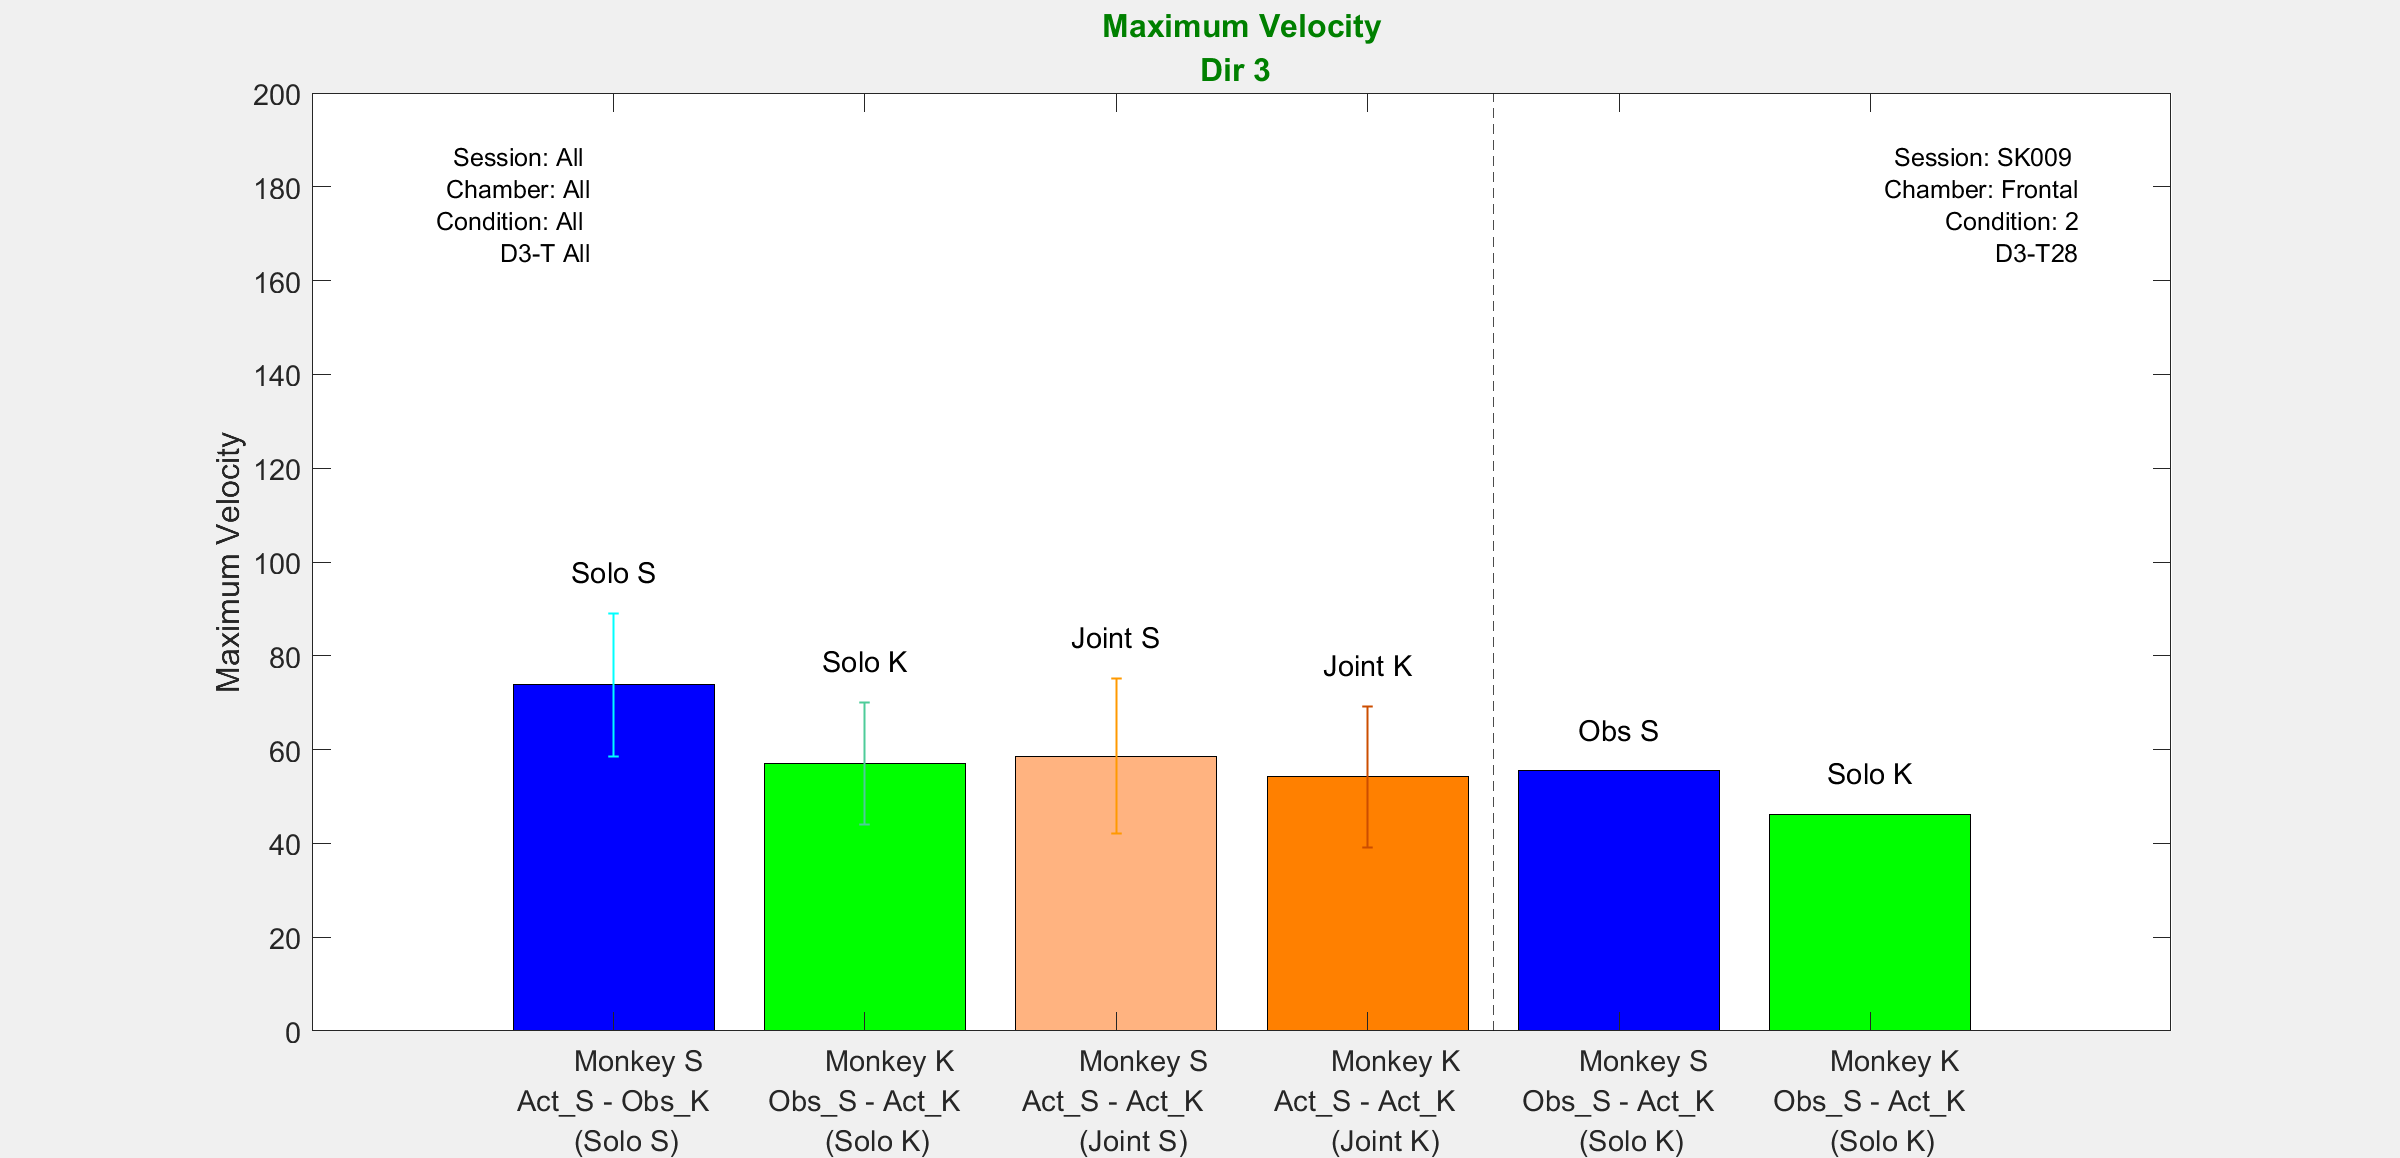 Maximum Velocity
Dir 3
200
180
160
140
120
100
80
60
40
20
0
Maximum Velocity
Session: All
Chamber: All
Condition: All
D3-T All
Session: SK009
Chamber: Frontal
Condition: 2
D3-T28
Solo S
Solo K
Joint S
Joint K
Obs S
Solo K
Monkey S
Act_S - Obs_K
(Solo S)
Monkey K
Obs_S - Act_K
(Solo K)
Monkey S
Act_S - Act_K
(Joint S)
Monkey K
Act_S - Act_K
(Joint K)
Monkey S
Obs_S - Act_K
(Solo K)
Monkey K
Obs_S - Act_K
(Solo K)